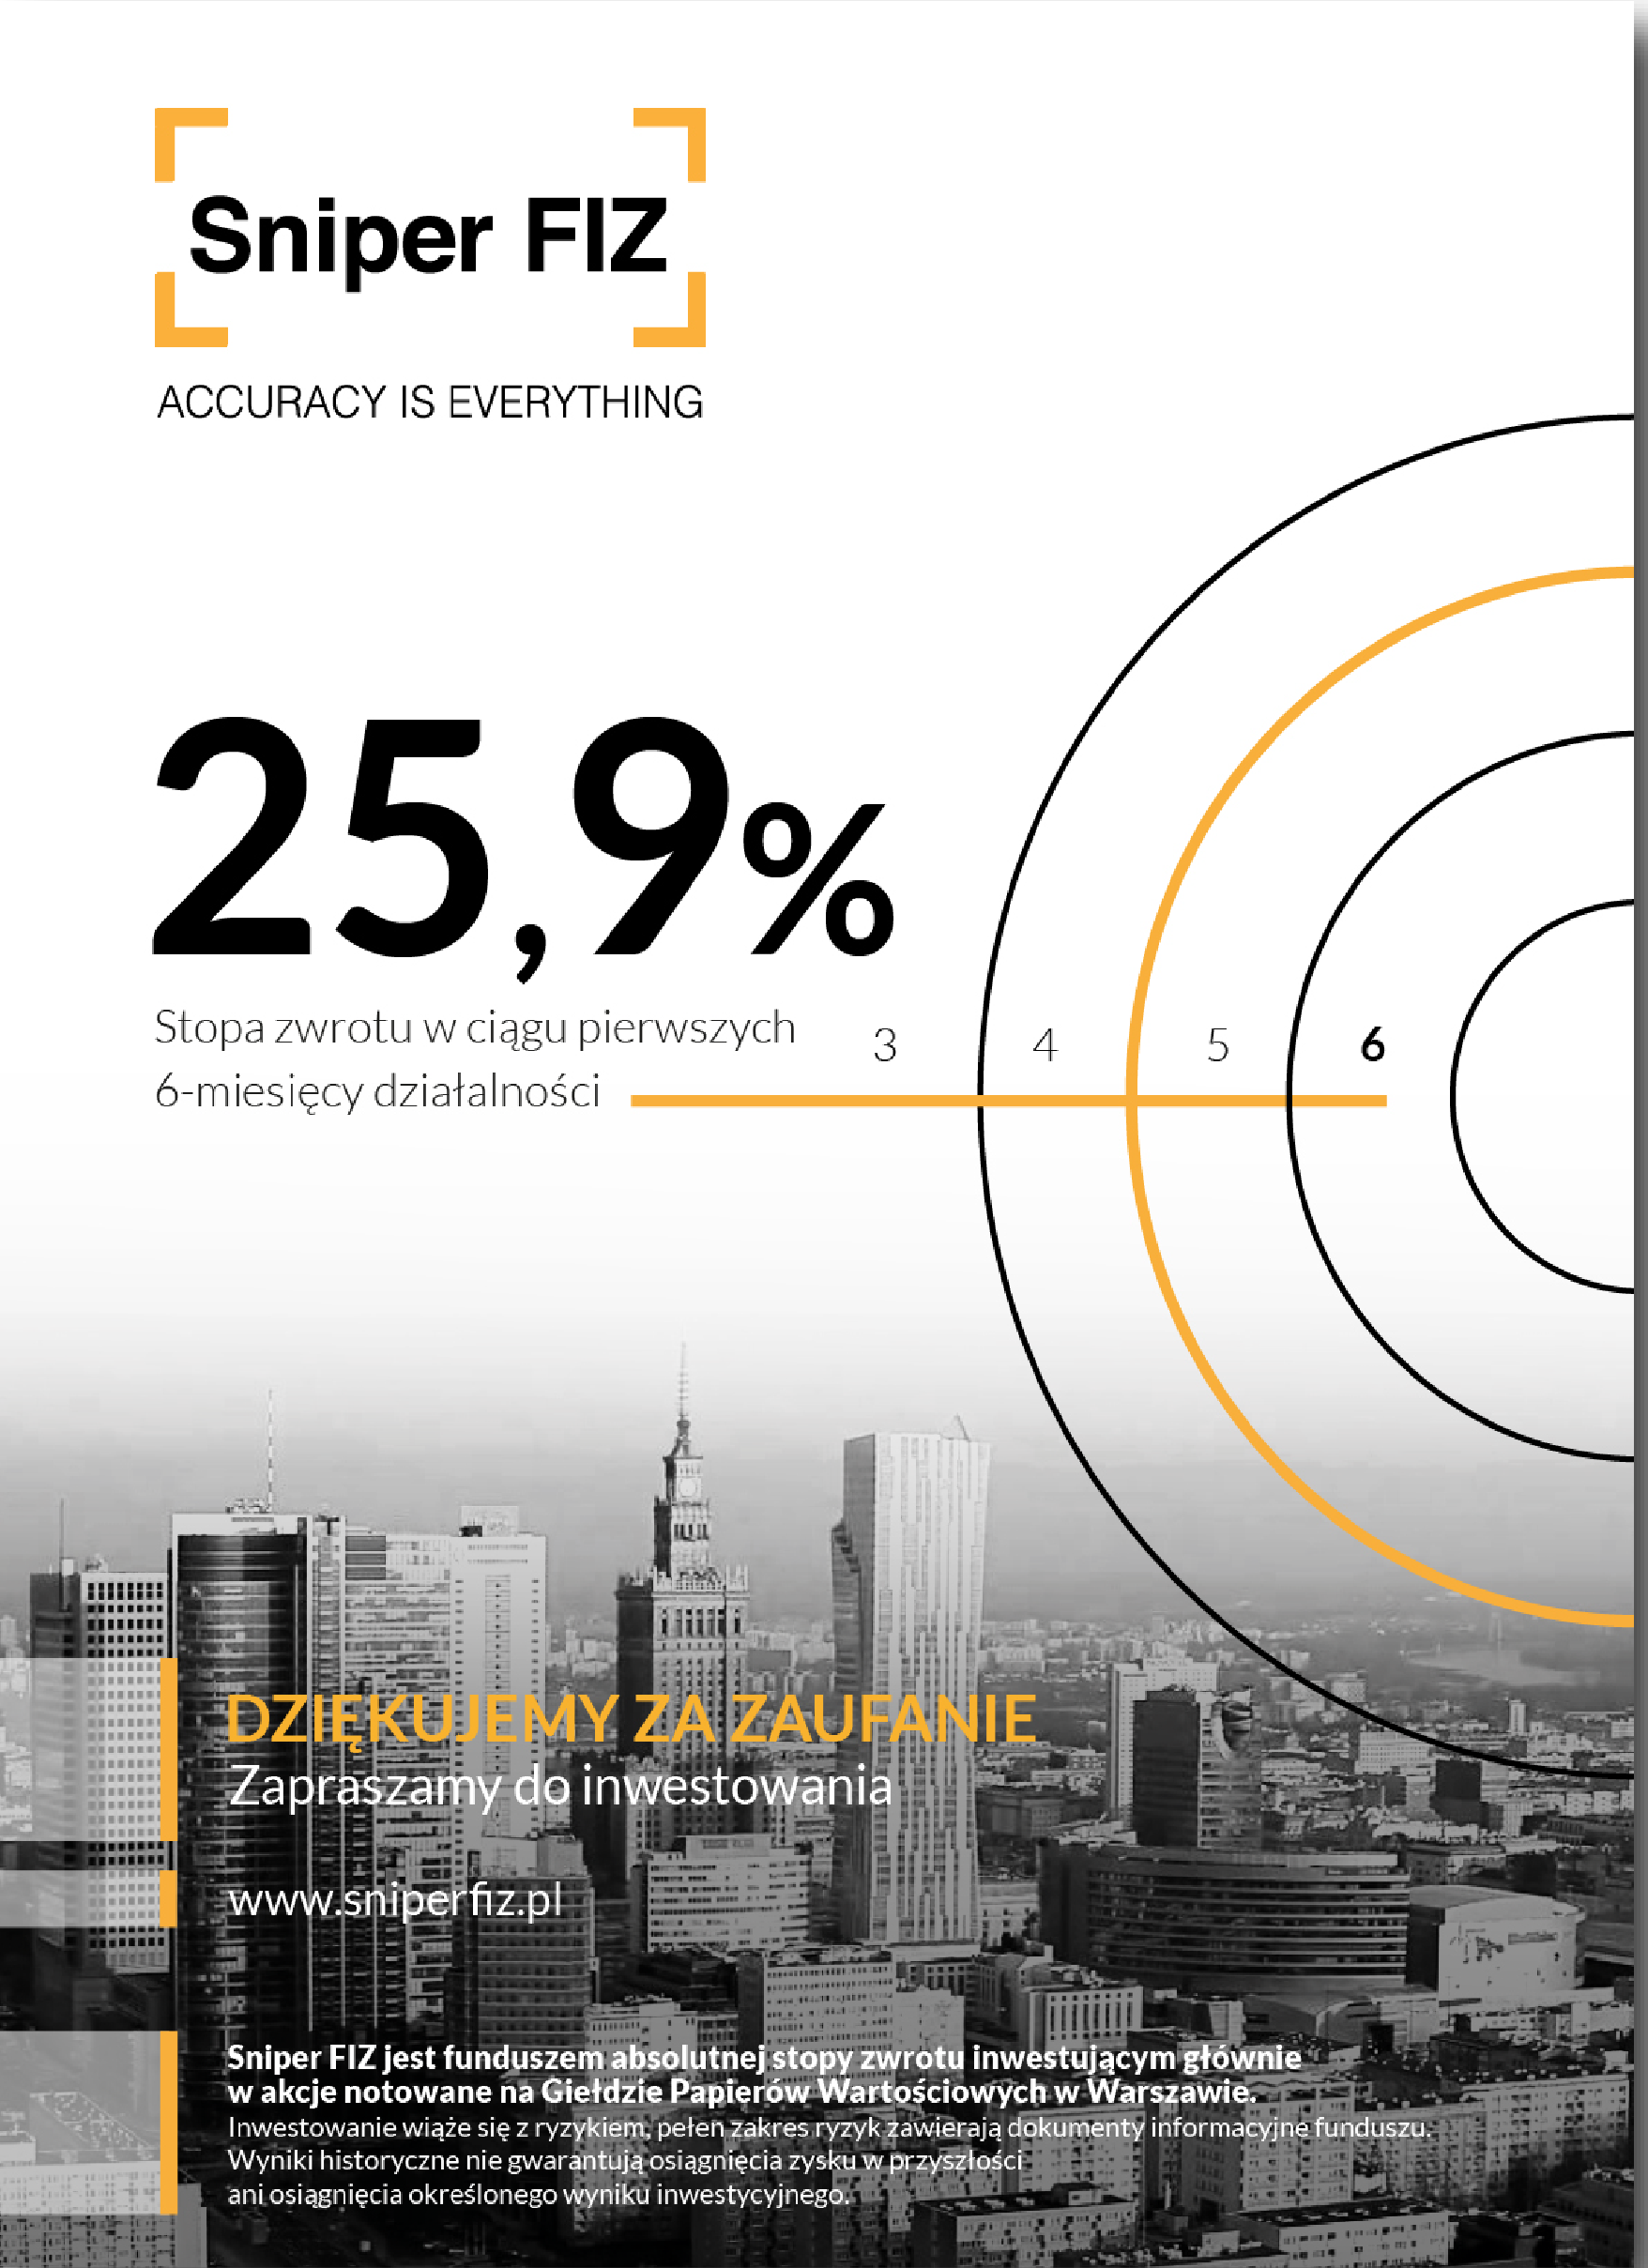 Sniper FIZ
ACCURACY IS EVERYTHING
25,9%
Stopa zwrotu w ciągu pierwszych
6-miesięcy działalności
3 4 5 6
DZIĘKUJEMY ZA ZAUFANIE
Zapraszamy do inwestowania
www.sniperfiz.pl
Sniper FIZ jest funduszem absolutnej stopy zwrotu inwestującym głównie
w akcje notowane na Giełdzie Papierów Wartościowych w Warszawie.
Inwestowanie wiąże się z ryzykiem, pełen zakres ryzyk zawierają dokumenty informacyjne funduszu.
Wyniki historyczne nie gwarantują osiągnięcia zysku w przyszłości
ani osiągnięcia określonego wyniku inwestycyjnego.